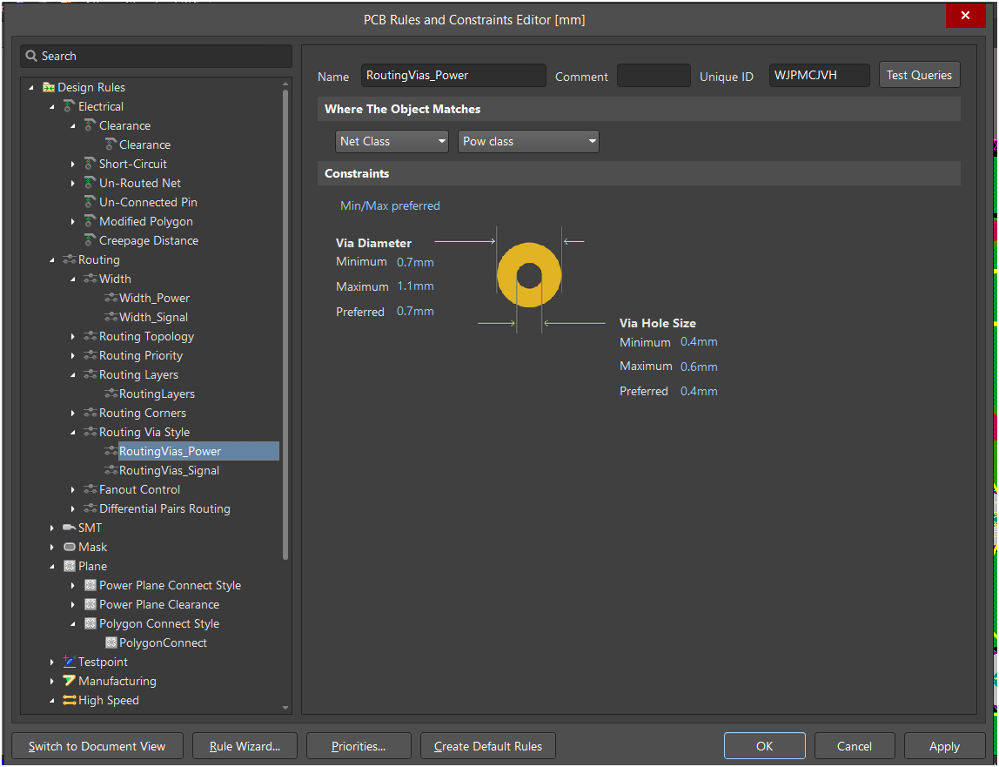 PCB Rules and Constraints Editor [mm]
Search
Design Rules
Electrical
Clearance
Clearance
Short-Circuit
Un-Routed Net
Un-Connected Pin
Modified Polygon
Creepage Distance
Routing
Width
Width_Power
Width_Signal
Routing Topology
Routing Priority
Routing Layers
RoutingLayers
Routing Corners
Routing Via Style
RoutingVias_Power
RoutingVias_Signal
Fanout Control
Differential Pairs Routing
SMT
Mask
Plane
Power Plane Connect Style
Power Plane Clearance
Polygon Connect Style
PolygonConnect
Testpoint
Manufacturing
High Speed
Name RoutingVias_Power Comment Unique ID WJPMCJVH Test Queries
Where The Object Matches
Net Class Pow class
Constraints
Min/Max preferred
Via Diameter
Minimum 0.7mm
Maximum 1.1mm
Preferred 0.7mm
Via Hole Size
Minimum 0.4mm
Maximum 0.6mm
Preferred 0.4mm
Switch to Document View Rule Wizard... Priorities... Create Default Rules OK Cancel Apply